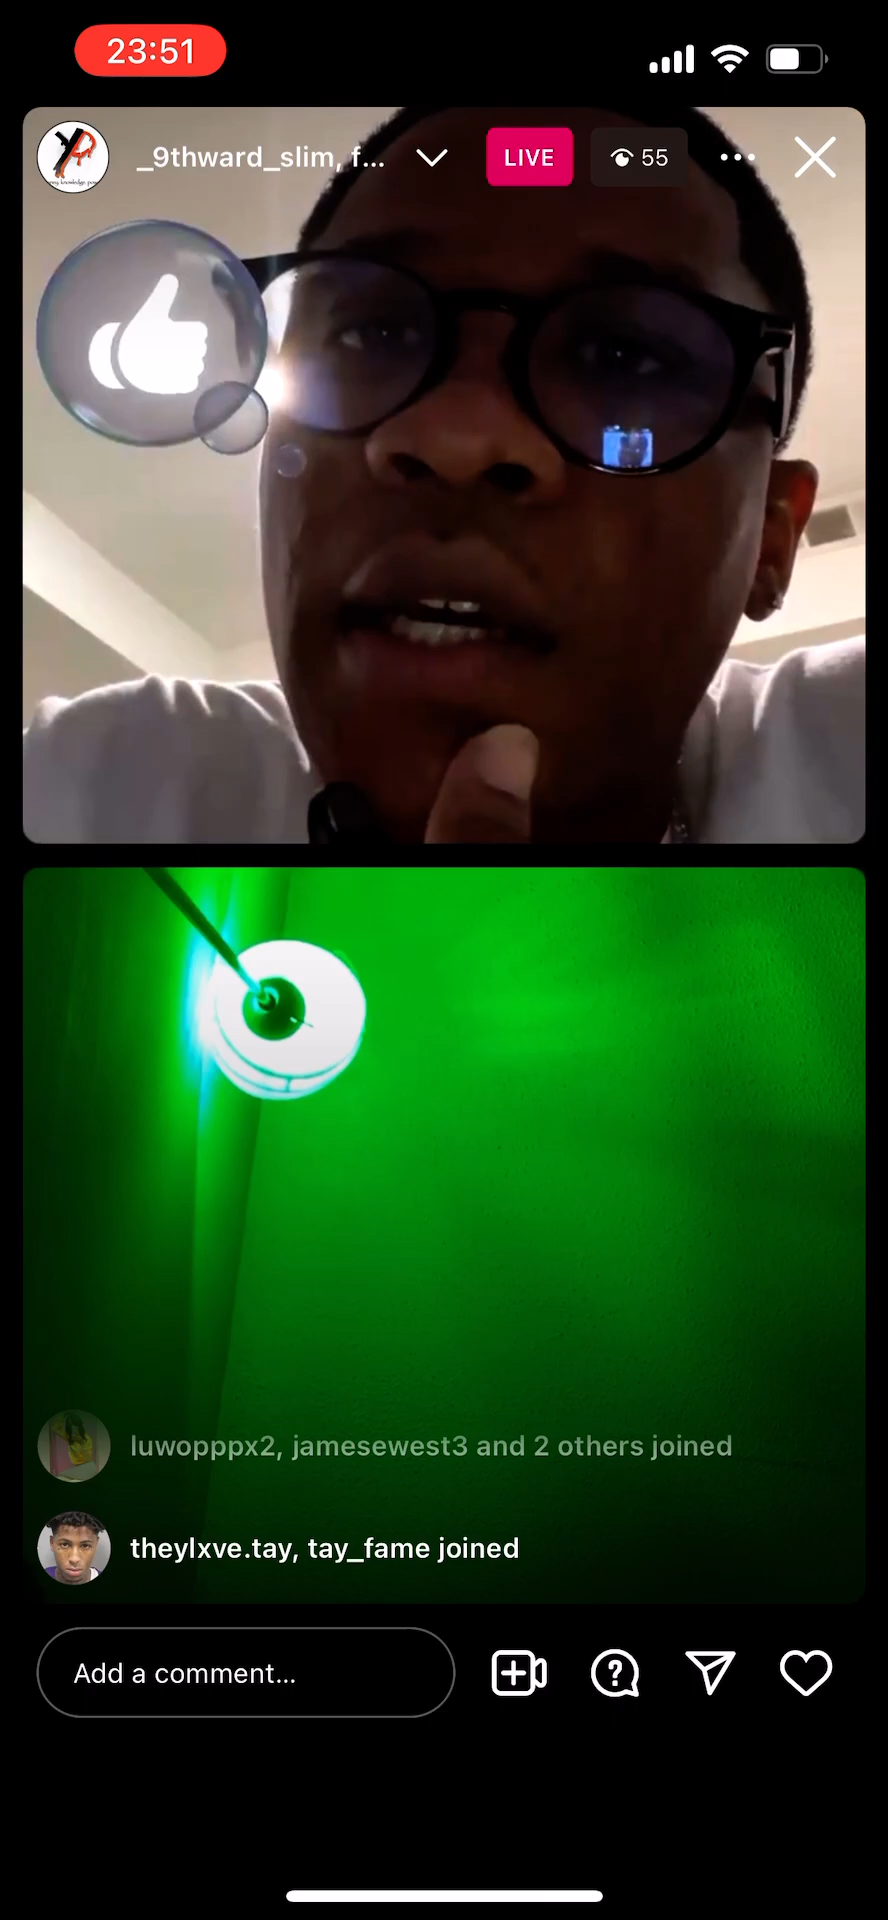 23:51
_9thward_slim, f...
LIVE
55
luwopppx2, jamesewest3 and 2 others joined
theylxve.tay, tay_fame joined
Add a comment...